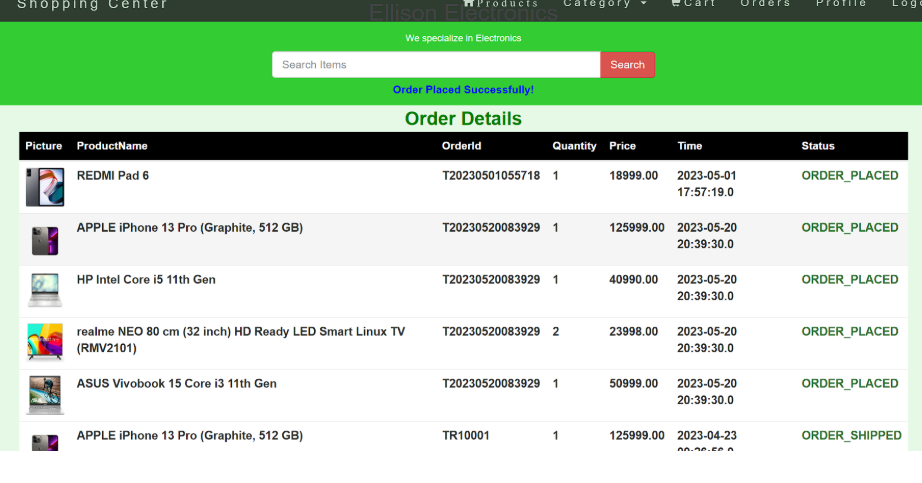 Shopping Center Products Category Cart Orders Profile
Ellison Electronics
We specialize in Electronics
Search Items Search
Order Placed Successfully!
Order Details
Picture ProductName OrderId Quantity Price Time Status
REDMI Pad 6 T20230501055718 1 18999.00 2023-05-01 ORDER_PLACED
17:57:19.0
APPLE iPhone 13 Pro (Graphite, 512 GB) T20230520083929 1 125999.00 2023-05-20 ORDER_PLACED
20:39:30.0
HP Intel Core i5 11th Gen T20230520083929 1 40990.00 2023-05-20 ORDER_PLACED
20:39:30.0
realme NEO 80 cm (32 inch) HD Ready LED Smart Linux TV T20230520083929 2 23998.00 2023-05-20 ORDER_PLACED
(RMV2101) 20:39:30.0
ASUS Vivobook 15 Core i3 11th Gen T20230520083929 1 50999.00 2023-05-20 ORDER_PLACED
20:39:30.0
APPLE iPhone 13 Pro (Graphite, 512 GB) TR10001 1 125999.00 2023-04-23 ORDER_SHIPPED